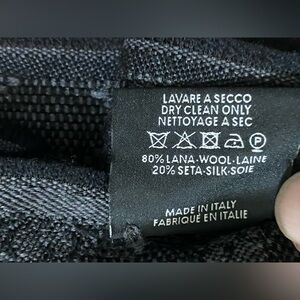 LAVARE A SECCO
DRY CLEAN ONLY
NETTOYAGE A SEC
P
80% LANA-WOOL-LAINE
20% SETA-SILK-SOIE
MADE IN ITALY
FABRIQUÉ EN ITALIE